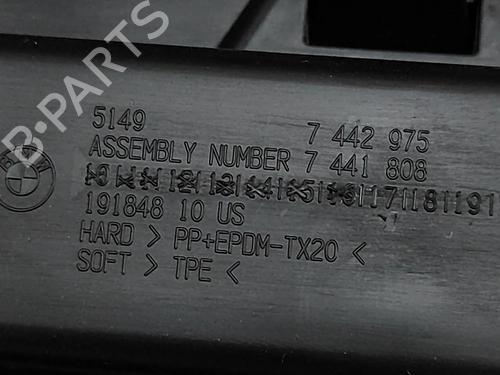 B-PARTS
5149 7 442 975
ASSEMBLY NUMBER 7 441 808
191848 10 US
HARD > PP+EPDM-TX20 <
SOFT > TPE <